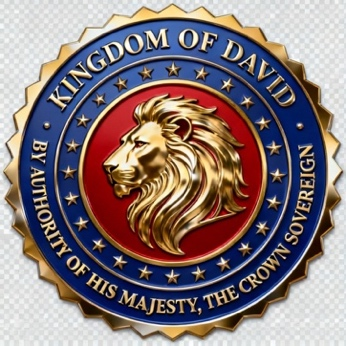 KINGDOM OF DAVID
BY AUTHORITY OF HIS MAJESTY, THE CROWN SOVEREIGN